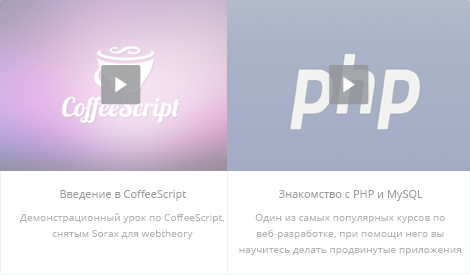 CoffeeScript
php
Введение в CoffeeScript
Демонстрационный урок по CoffeeScript,
снятым Sorax для webtheory
Знакомство с PHP и MySQL
Один из самых популярных курсов по
веб-разработке, при помощи него вы
научитесь делать продвинутые приложения